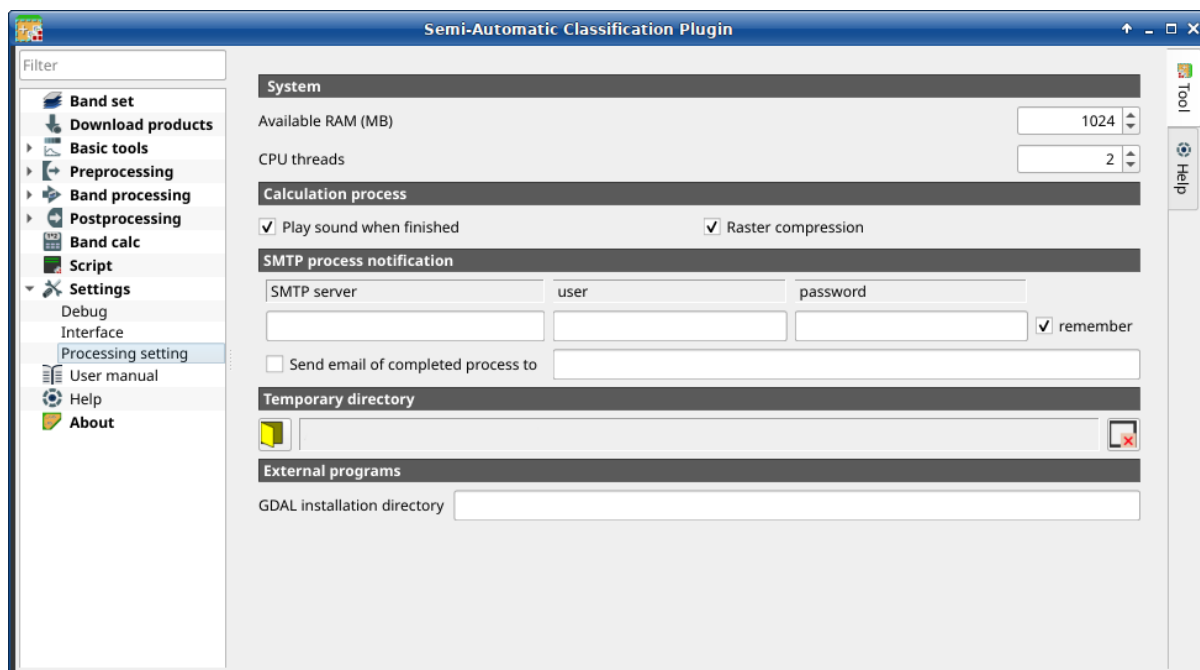 Semi-Automatic Classification Plugin
Filter
Band set
Download products
Basic tools
Preprocessing
Band processing
Postprocessing
Band calc
Script
Settings
Debug
Interface
Processing setting
User manual
Help
About
System
Available RAM (MB) 1024
CPU threads 2
Calculation process
Play sound when finished Raster compression
SMTP process notification
SMTP server user password
remember
Send email of completed process to
Temporary directory
External programs
GDAL installation directory
Tool
Help